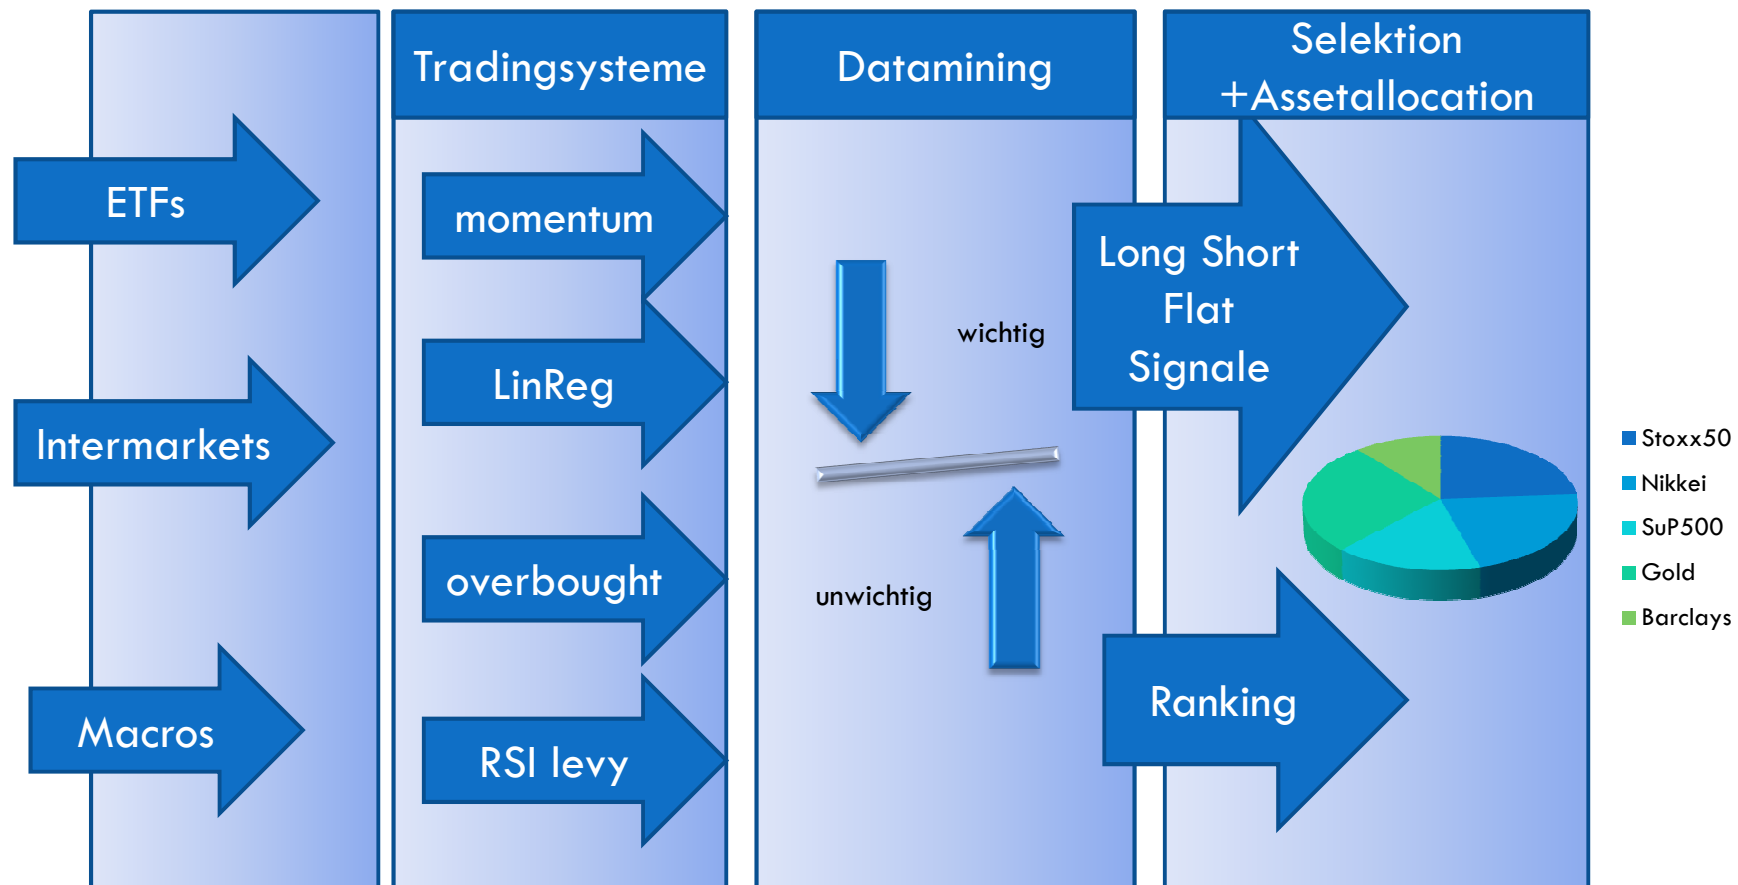 ETFs
Intermarkets
Macros
Tradingsysteme
momentum
LinReg
overbought
RSI levy
Datamining
wichtig
unwichtig
Selektion
+Assetallocation
Long Short
Flat
Signale
Ranking
Stoxx50
Nikkei
SuP500
Gold
Barclays